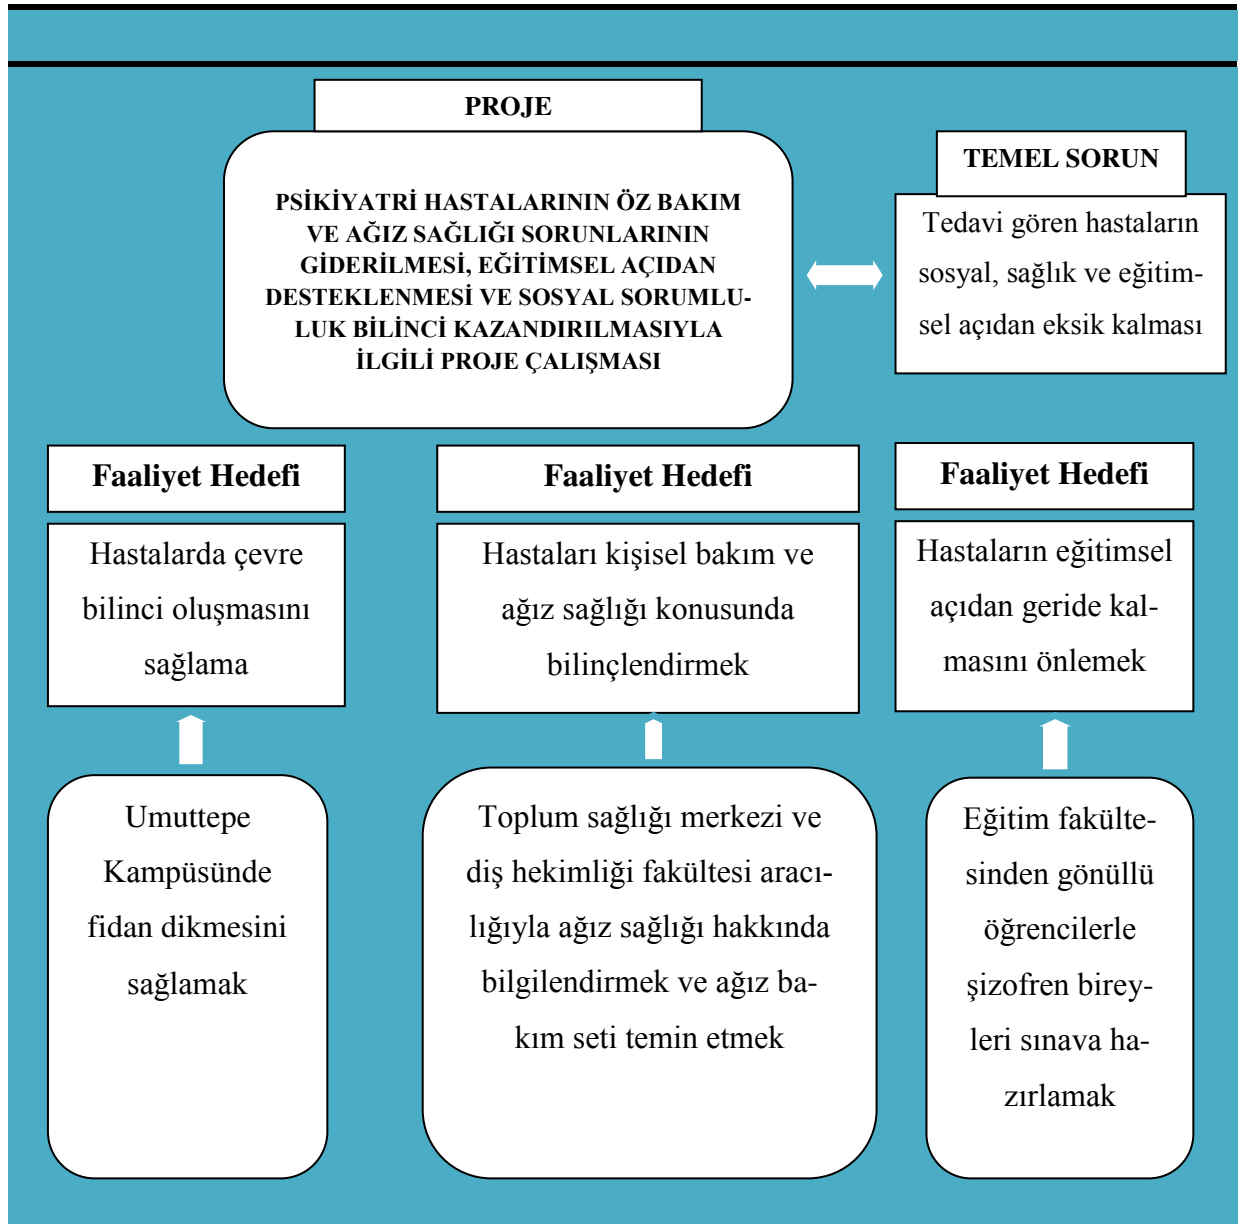 PROJE
PSİKİYATRİ HASTALARININ ÖZ BAKIM
VE AĞIZ SAĞLIĞI SORUNLARININ
GİDERİLMESİ, EĞİTİMSEL AÇIDAN
DESTEKLENMESİ VE SOSYAL SORUMLU-
LUK BİLİNCİ KAZANDIRILMASIYLA
İLGİLİ PROJE ÇALIŞMASI
TEMEL SORUN
Tedavi gören hastaların
sosyal, sağlık ve eğitim-
sel açıdan eksik kalması
Faaliyet Hedefi
Hastalarda çevre
bilinci oluşmasını
sağlama
Faaliyet Hedefi
Hastaları kişisel bakım ve
ağız sağlığı konusunda
bilinçlendirmek
Faaliyet Hedefi
Hastaların eğitimsel
açıdan geride kal-
masını önlemek
Umuttepe
Kampüsünde
fidan dikmesini
sağlamak
Toplum sağlığı merkezi ve
diş hekimliği fakültesi aracı-
lığıyla ağız sağlığı hakkında
bilgilendirmek ve ağız ba-
kım seti temin etmek
Eğitim fakülte-
sinden gönüllü
öğrencilerle
şizofren birey-
leri sınava ha-
zırlamak